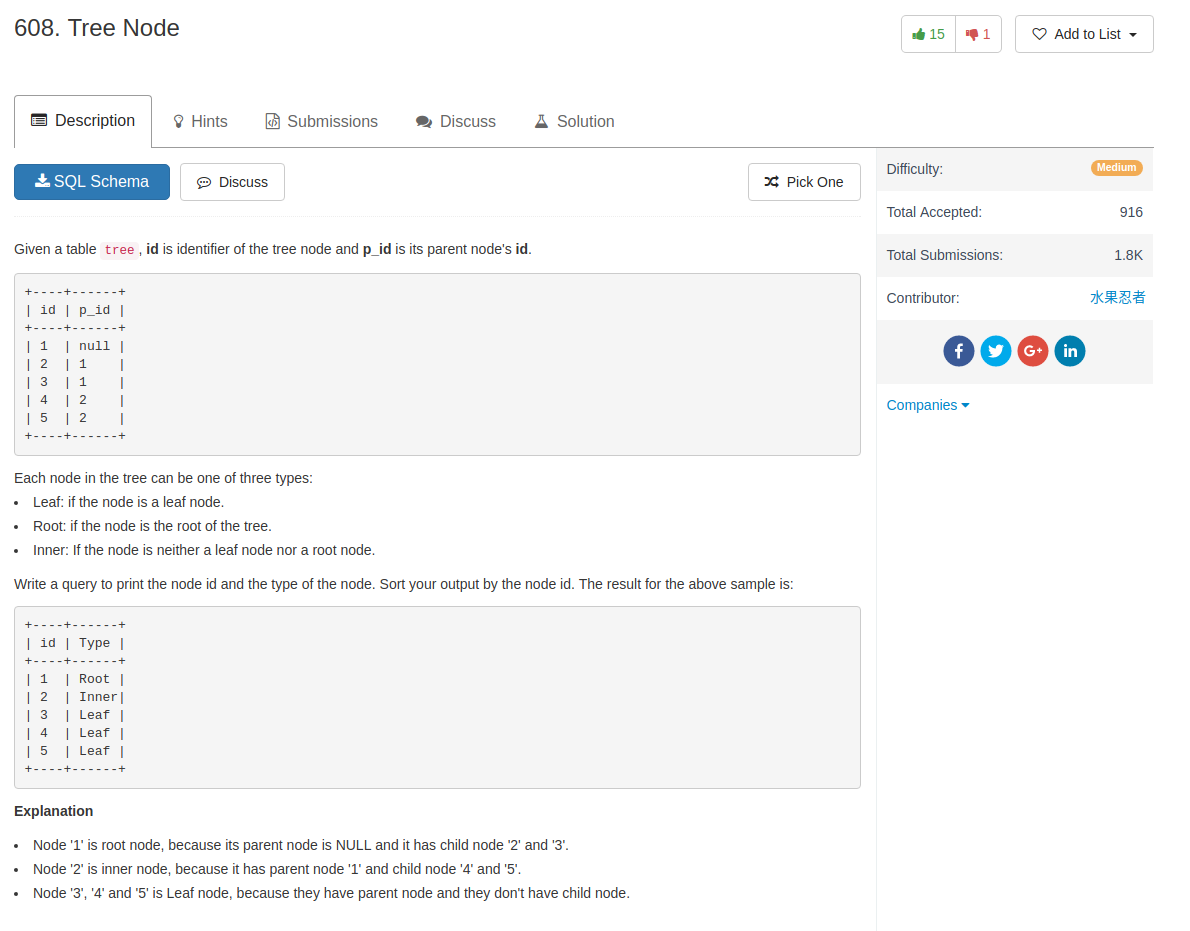 608. Tree Node
15
1
Add to List
Description
Hints
Submissions
Discuss
Solution
SQL Schema
Discuss
Pick One
Given a table tree, id is identifier of the tree node and p_id is its parent node's id.
+----+------+
| id | p_id |
+----+------+
| 1  | null |
| 2  | 1    |
| 3  | 1    |
| 4  | 2    |
| 5  | 2    |
+----+------+
Each node in the tree can be one of three types:
• Leaf: if the node is a leaf node.
• Root: if the node is the root of the tree.
• Inner: If the node is neither a leaf node nor a root node.
Write a query to print the node id and the type of the node. Sort your output by the node id. The result for the above sample is:
+----+------+
| id | Type |
+----+------+
| 1  | Root |
| 2  | Inner|
| 3  | Leaf |
| 4  | Leaf |
| 5  | Leaf |
+----+------+
Explanation
• Node '1' is root node, because its parent node is NULL and it has child node '2' and '3'.
• Node '2' is inner node, because it has parent node '1' and child node '4' and '5'.
• Node '3', '4' and '5' is Leaf node, because they have parent node and they don't have child node.
Difficulty: Medium
Total Accepted: 916
Total Submissions: 1.8K
Contributor: 水果忍者
f
G+
in
Companies